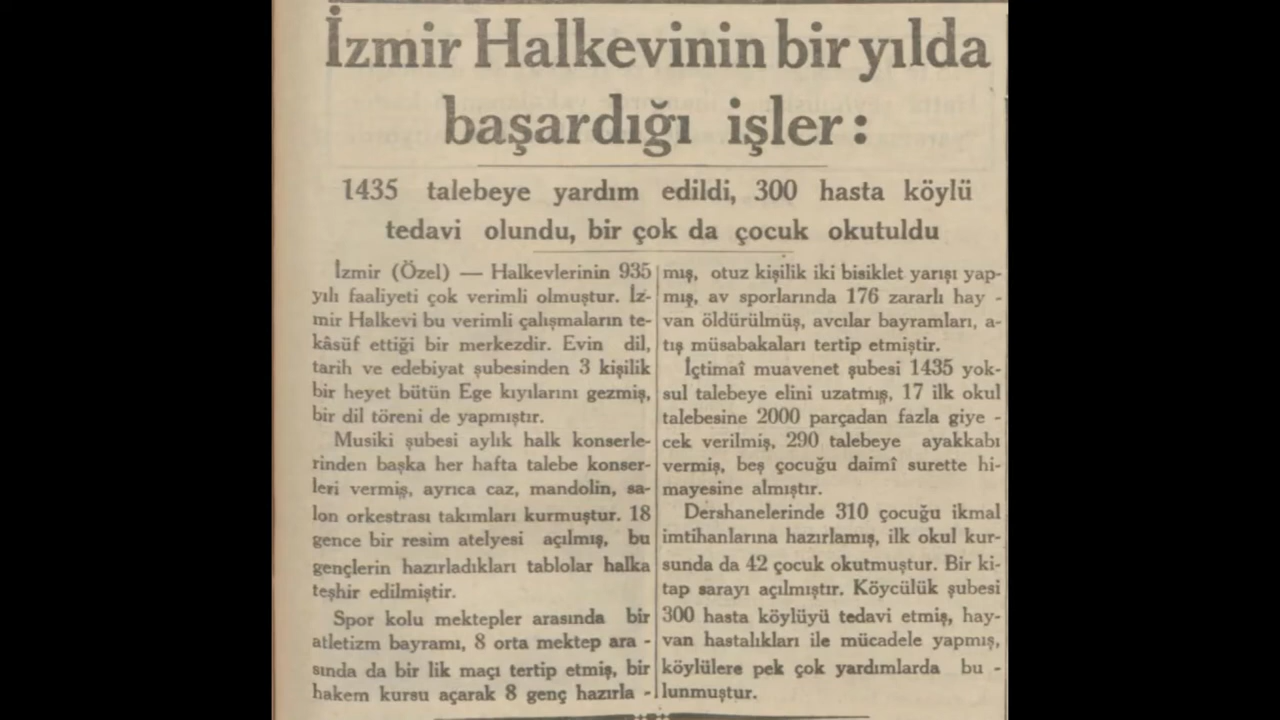 İzmir Halkevinin bir yılda
başardığı işler:
1435 talebeye yardım edildi, 300 hasta köylü
tedavi olundu, bir çok da çocuk okutuldu
İzmir (Özel) — Halkevlerinin 935
yılı faaliyeti çok verimli olmuştur. İz-
mir Halkevi bu verimli çalışmaların te-
kâsüf ettiği bir merkezdir. Evin dil,
tarih ve edebiyat şubesinden 3 kişilik
bir heyet bütün Ege kıyılarını gezmiş,
bir dil töreni de yapmıştır.
Musiki şubesi aylık halk konserle-
rinden başka her hafta talebe konser-
leri vermiş, ayrıca caz, mandolin, sa-
lon orkestrası takımları kurmuştur. 18
gence bir resim atelyesi açılmış, bu
gençlerin hazırladıkları tablolar halka
teşhir edilmiştir.
Spor kolu mektepler arasında bir
atletizm bayramı, 8 orta mektep ara -
sında da bir lik maçı tertip etmiş, bir
hakem kursu açarak 8 genç hazırla -
mış, otuz kişilik iki bisiklet yarışı yap-
mış, av sporlarında 176 zararlı hay -
van öldürülmüş, avcılar bayramları, a-
tış müsabakaları tertip etmiştir.
İçtimaî muavenet şubesi 1435 yok-
sul talebeye elini uzatmış, 17 ilk okul
talebesine 2000 parçadan fazla giye -
cek verilmiş, 290 talebeye ayakkabı
vermiş, beş çocuğu daimî surette hi-
mayesine almıştır.
Dershanelerinde 310 çocuğu ikmal
imtihanlarına hazırlamış, ilk okul kur-
sunda da 42 çocuk okutmuştur. Bir ki-
tap sarayı açılmıştır. Köycülük şubesi
300 hasta köylüyü tedavi etmiş, hay-
van hastalıkları ile mücadele yapmış,
köylülere pek çok yardımlarda bu -
lunmuştur.